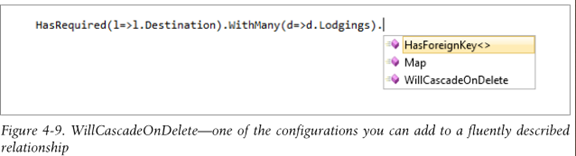 HasRequired(l=>l.Destination).WithMany(d=>d.Lodgings).
HasForeignKey<>
Map
WillCascadeOnDelete
Figure 4-9. WillCascadeOnDelete—one of the configurations you can add to a fluently described
relationship